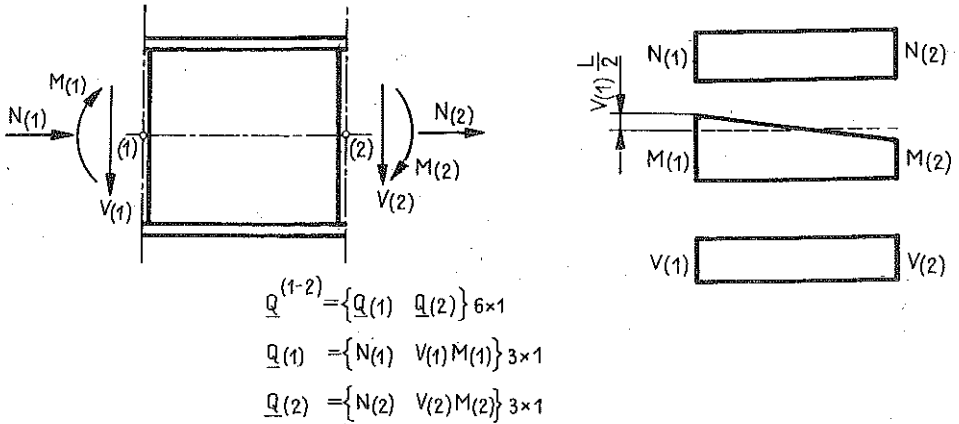 M(1)
N(1)
(1)
V(1)
(2)
N(2)
M(2)
V(2)
V(1) L/2
N(1)
N(2)
M(1)
M(2)
V(1)
V(2)
Q^(1-2) = {Q(1) Q(2)} 6×1
Q(1) = {N(1) V(1) M(1)} 3×1
Q(2) = {N(2) V(2) M(2)} 3×1